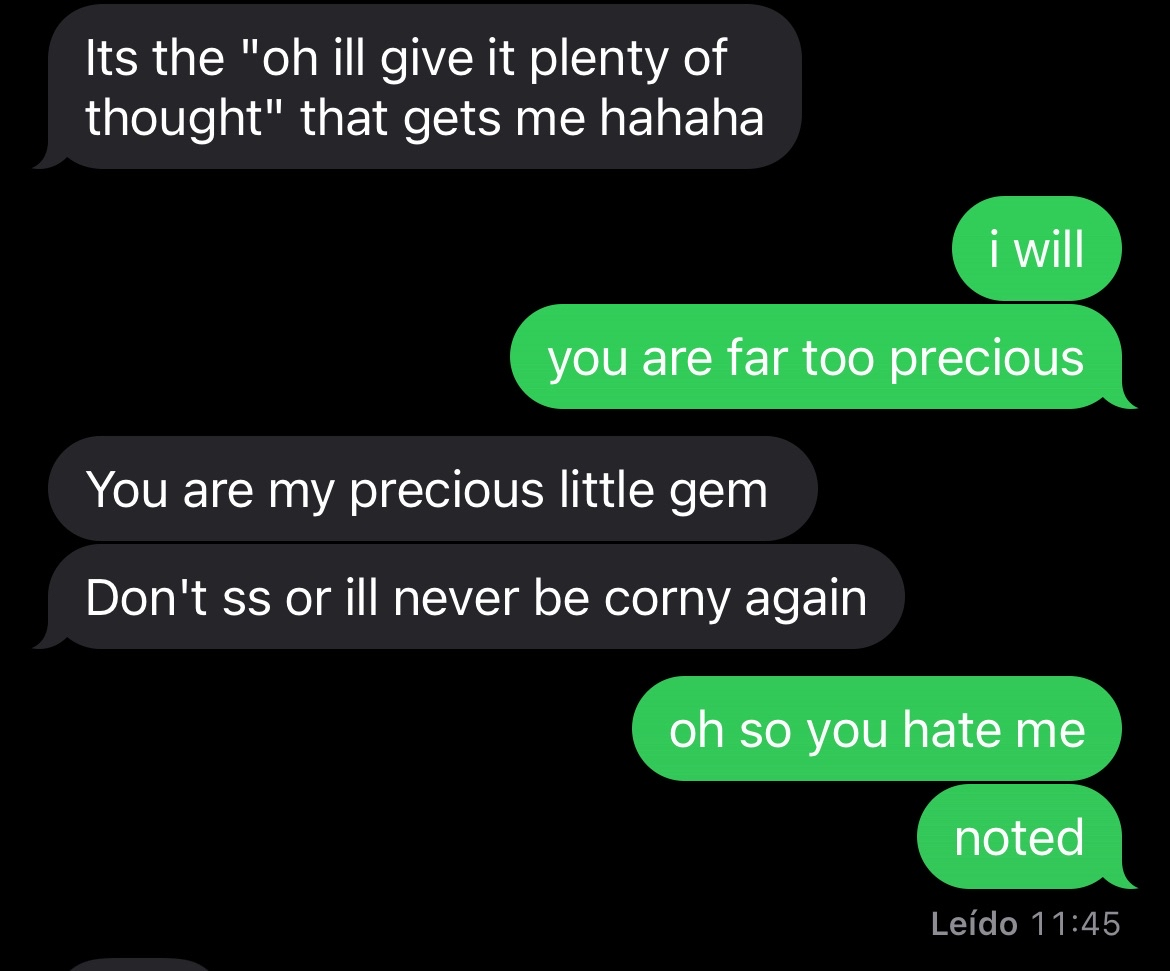 Its the "oh ill give it plenty of
thought" that gets me hahaha
i will
you are far too precious
You are my precious little gem
Don't ss or ill never be corny again
oh so you hate me
noted
Leído 11:45